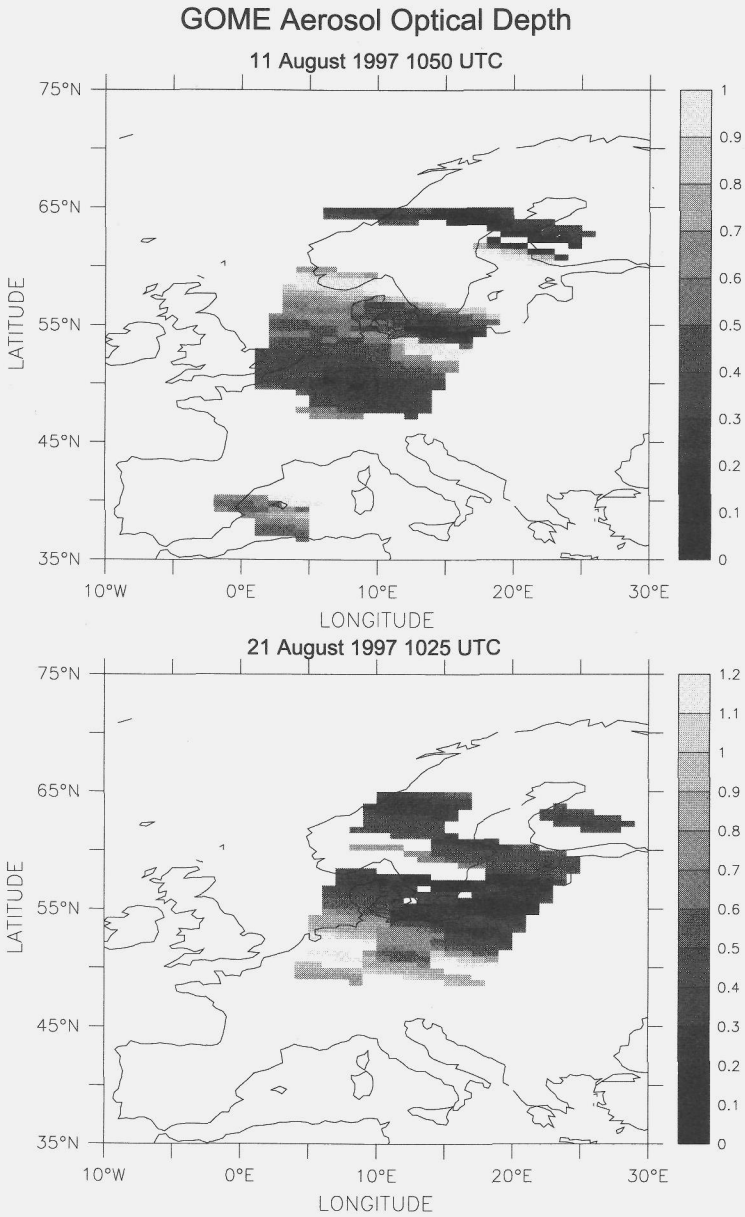 GOME Aerosol Optical Depth
11 August 1997 1050 UTC
75°N
65°N
55°N
45°N
35°N
LATITUDE
10°W 0°E 10°E 20°E 30°E
LONGITUDE
1
0.9
0.8
0.7
0.6
0.5
0.4
0.3
0.2
0.1
0
21 August 1997 1025 UTC
75°N
65°N
55°N
45°N
35°N
LATITUDE
10°W 0°E 10°E 20°E 30°E
LONGITUDE
1.2
1.1
1
0.9
0.8
0.7
0.6
0.5
0.4
0.3
0.2
0.1
0